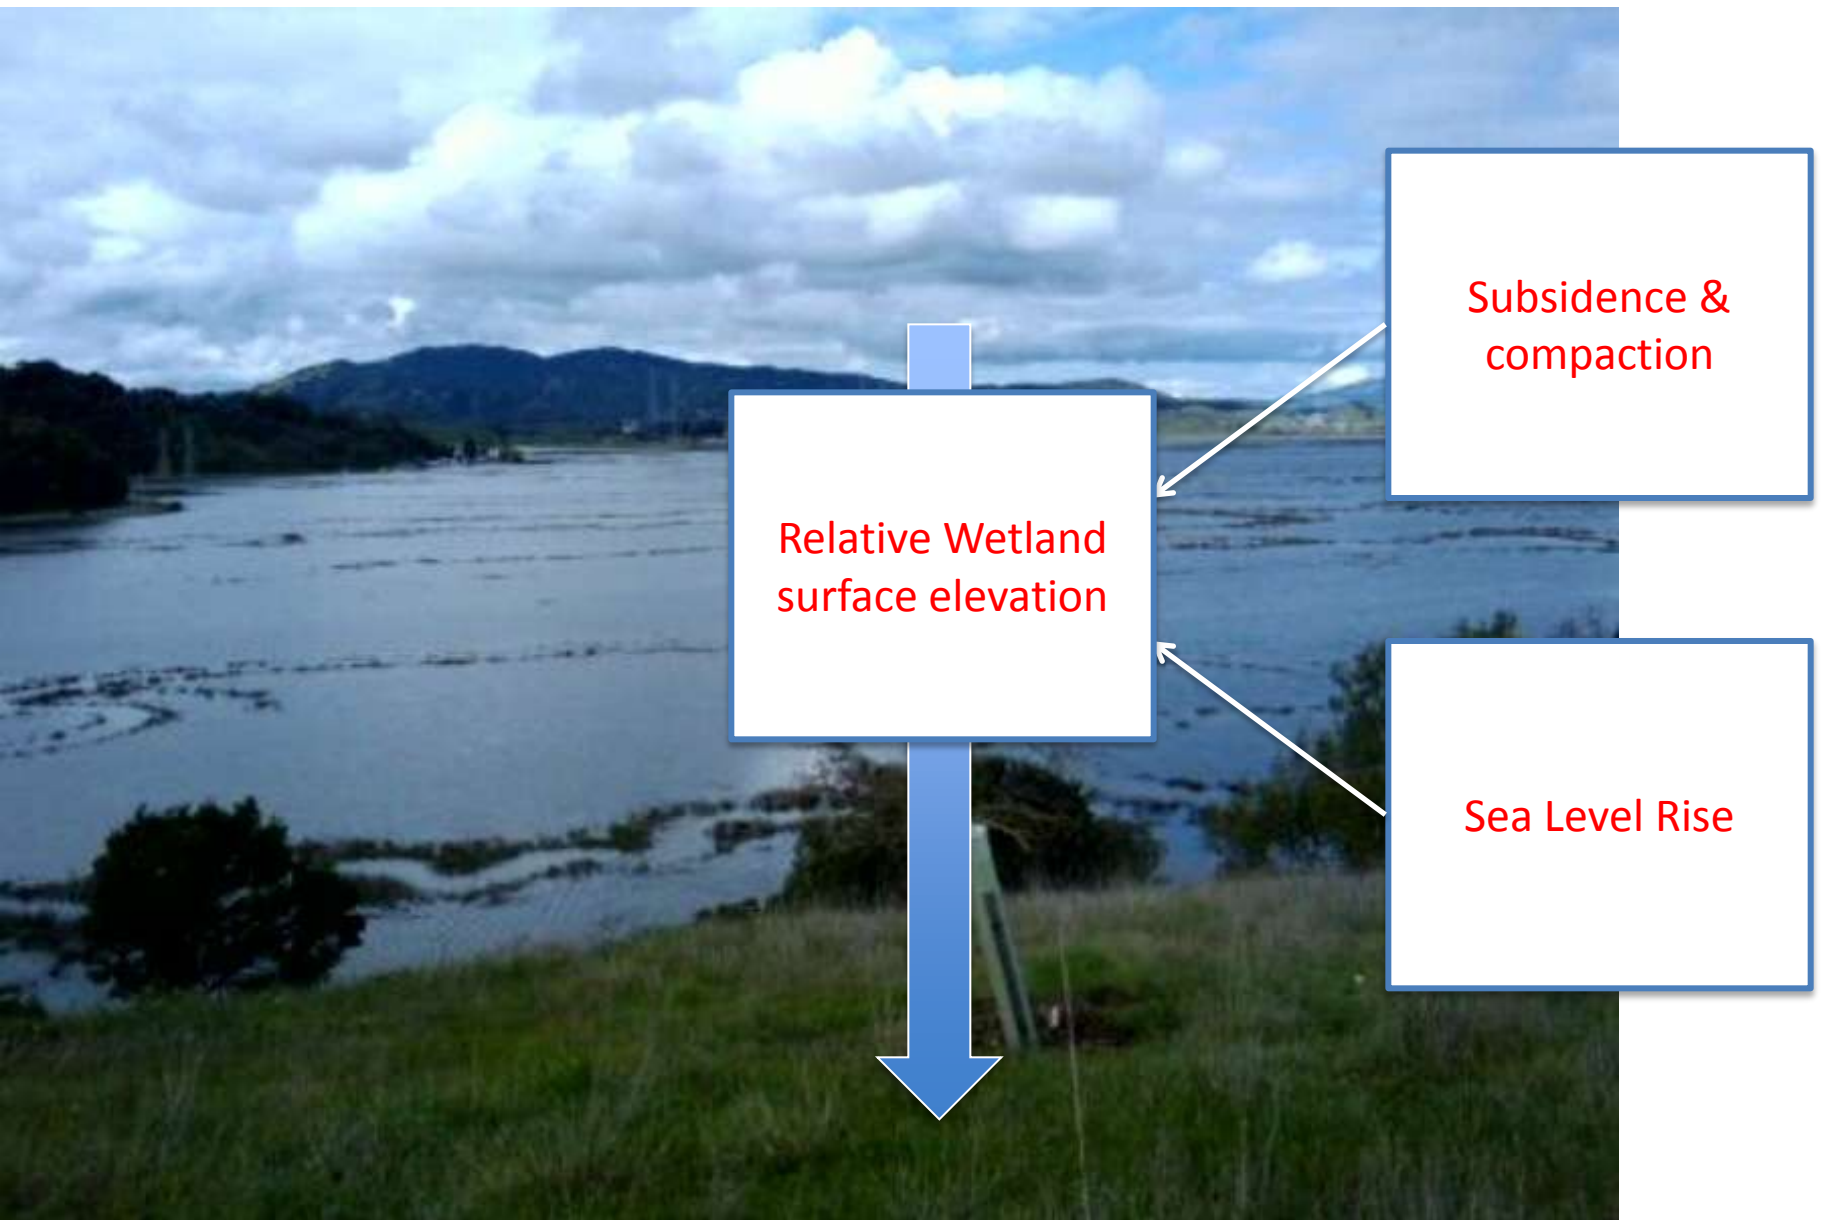 Subsidence &
compaction
Relative Wetland
surface elevation
Sea Level Rise